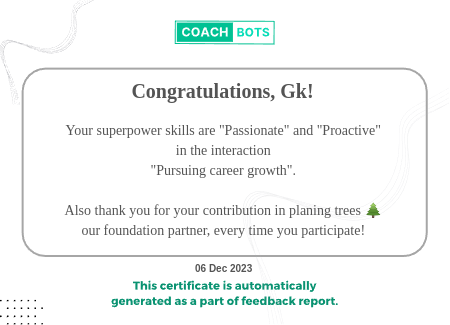 COACH BOTS
Congratulations, Gk!
Your superpower skills are "Passionate" and "Proactive"
in the interaction
"Pursuing career growth".
Also thank you for your contribution in planing trees 🌲
our foundation partner, every time you participate!
06 Dec 2023
This certificate is automatically
generated as a part of feedback report.